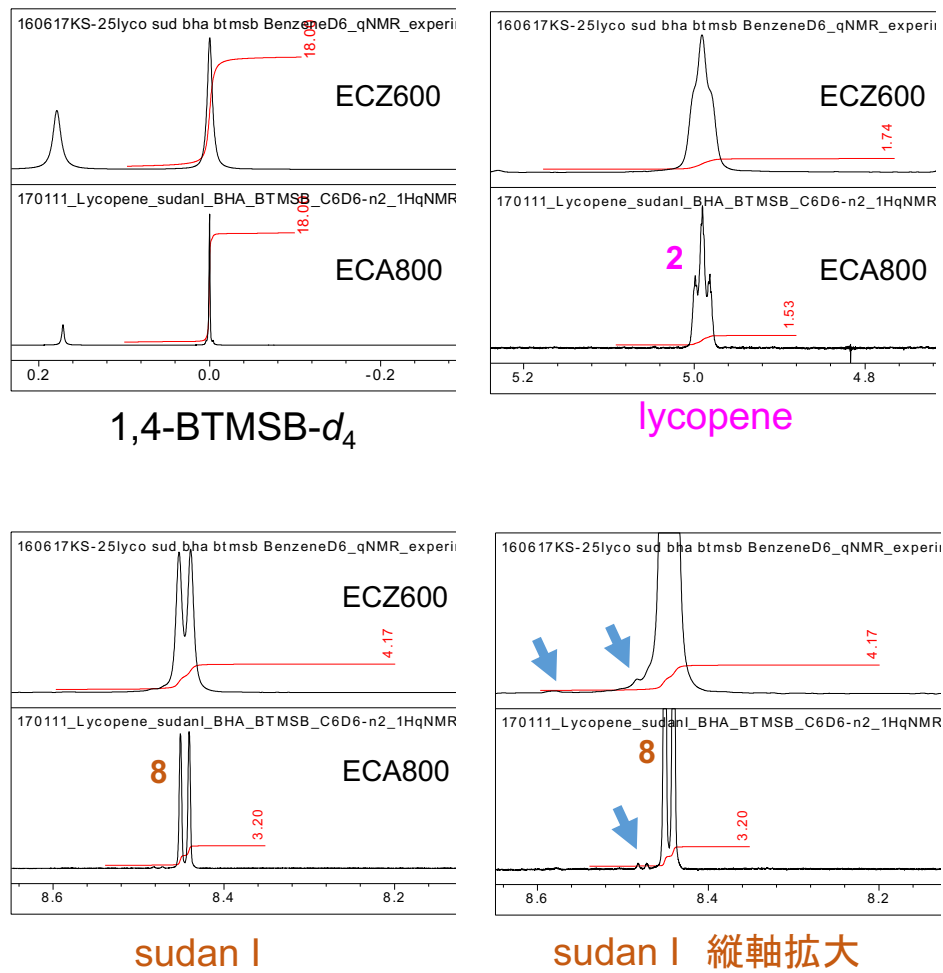 160617KS-25lyco sud bha btmsb BenzeneD6_qNMR_experi
18.00
ECZ600
170111_Lycopene_sudanI_BHA_BTMSB_C6D6-n2_1HqNMR
18.00
ECA800
0.2 0.0 -0.2
1,4-BTMSB-d4
160617KS-25lyco sud bha btmsb BenzeneD6_qNMR_experi
ECZ600
1.74
170111_Lycopene_sudanI_BHA_BTMSB_C6D6-n2_1HqNMR
2
ECA800
1.53
5.2 5.0 4.8
lycopene
160617KS-25lyco sud bha btmsb BenzeneD6_qNMR_experi
ECZ600
4.17
170111_Lycopene_sudanI_BHA_BTMSB_C6D6-n2_1HqNMR
8
ECA800
3.20
8.6 8.4 8.2
sudan I
160617KS-25lyco sud bha btmsb BenzeneD6_qNMR_experi
4.17
170111_Lycopene_sudanI_BHA_BTMSB_C6D6-n2_1HqNMR
8
3.20
8.6 8.4 8.2
sudan I 縦軸拡大